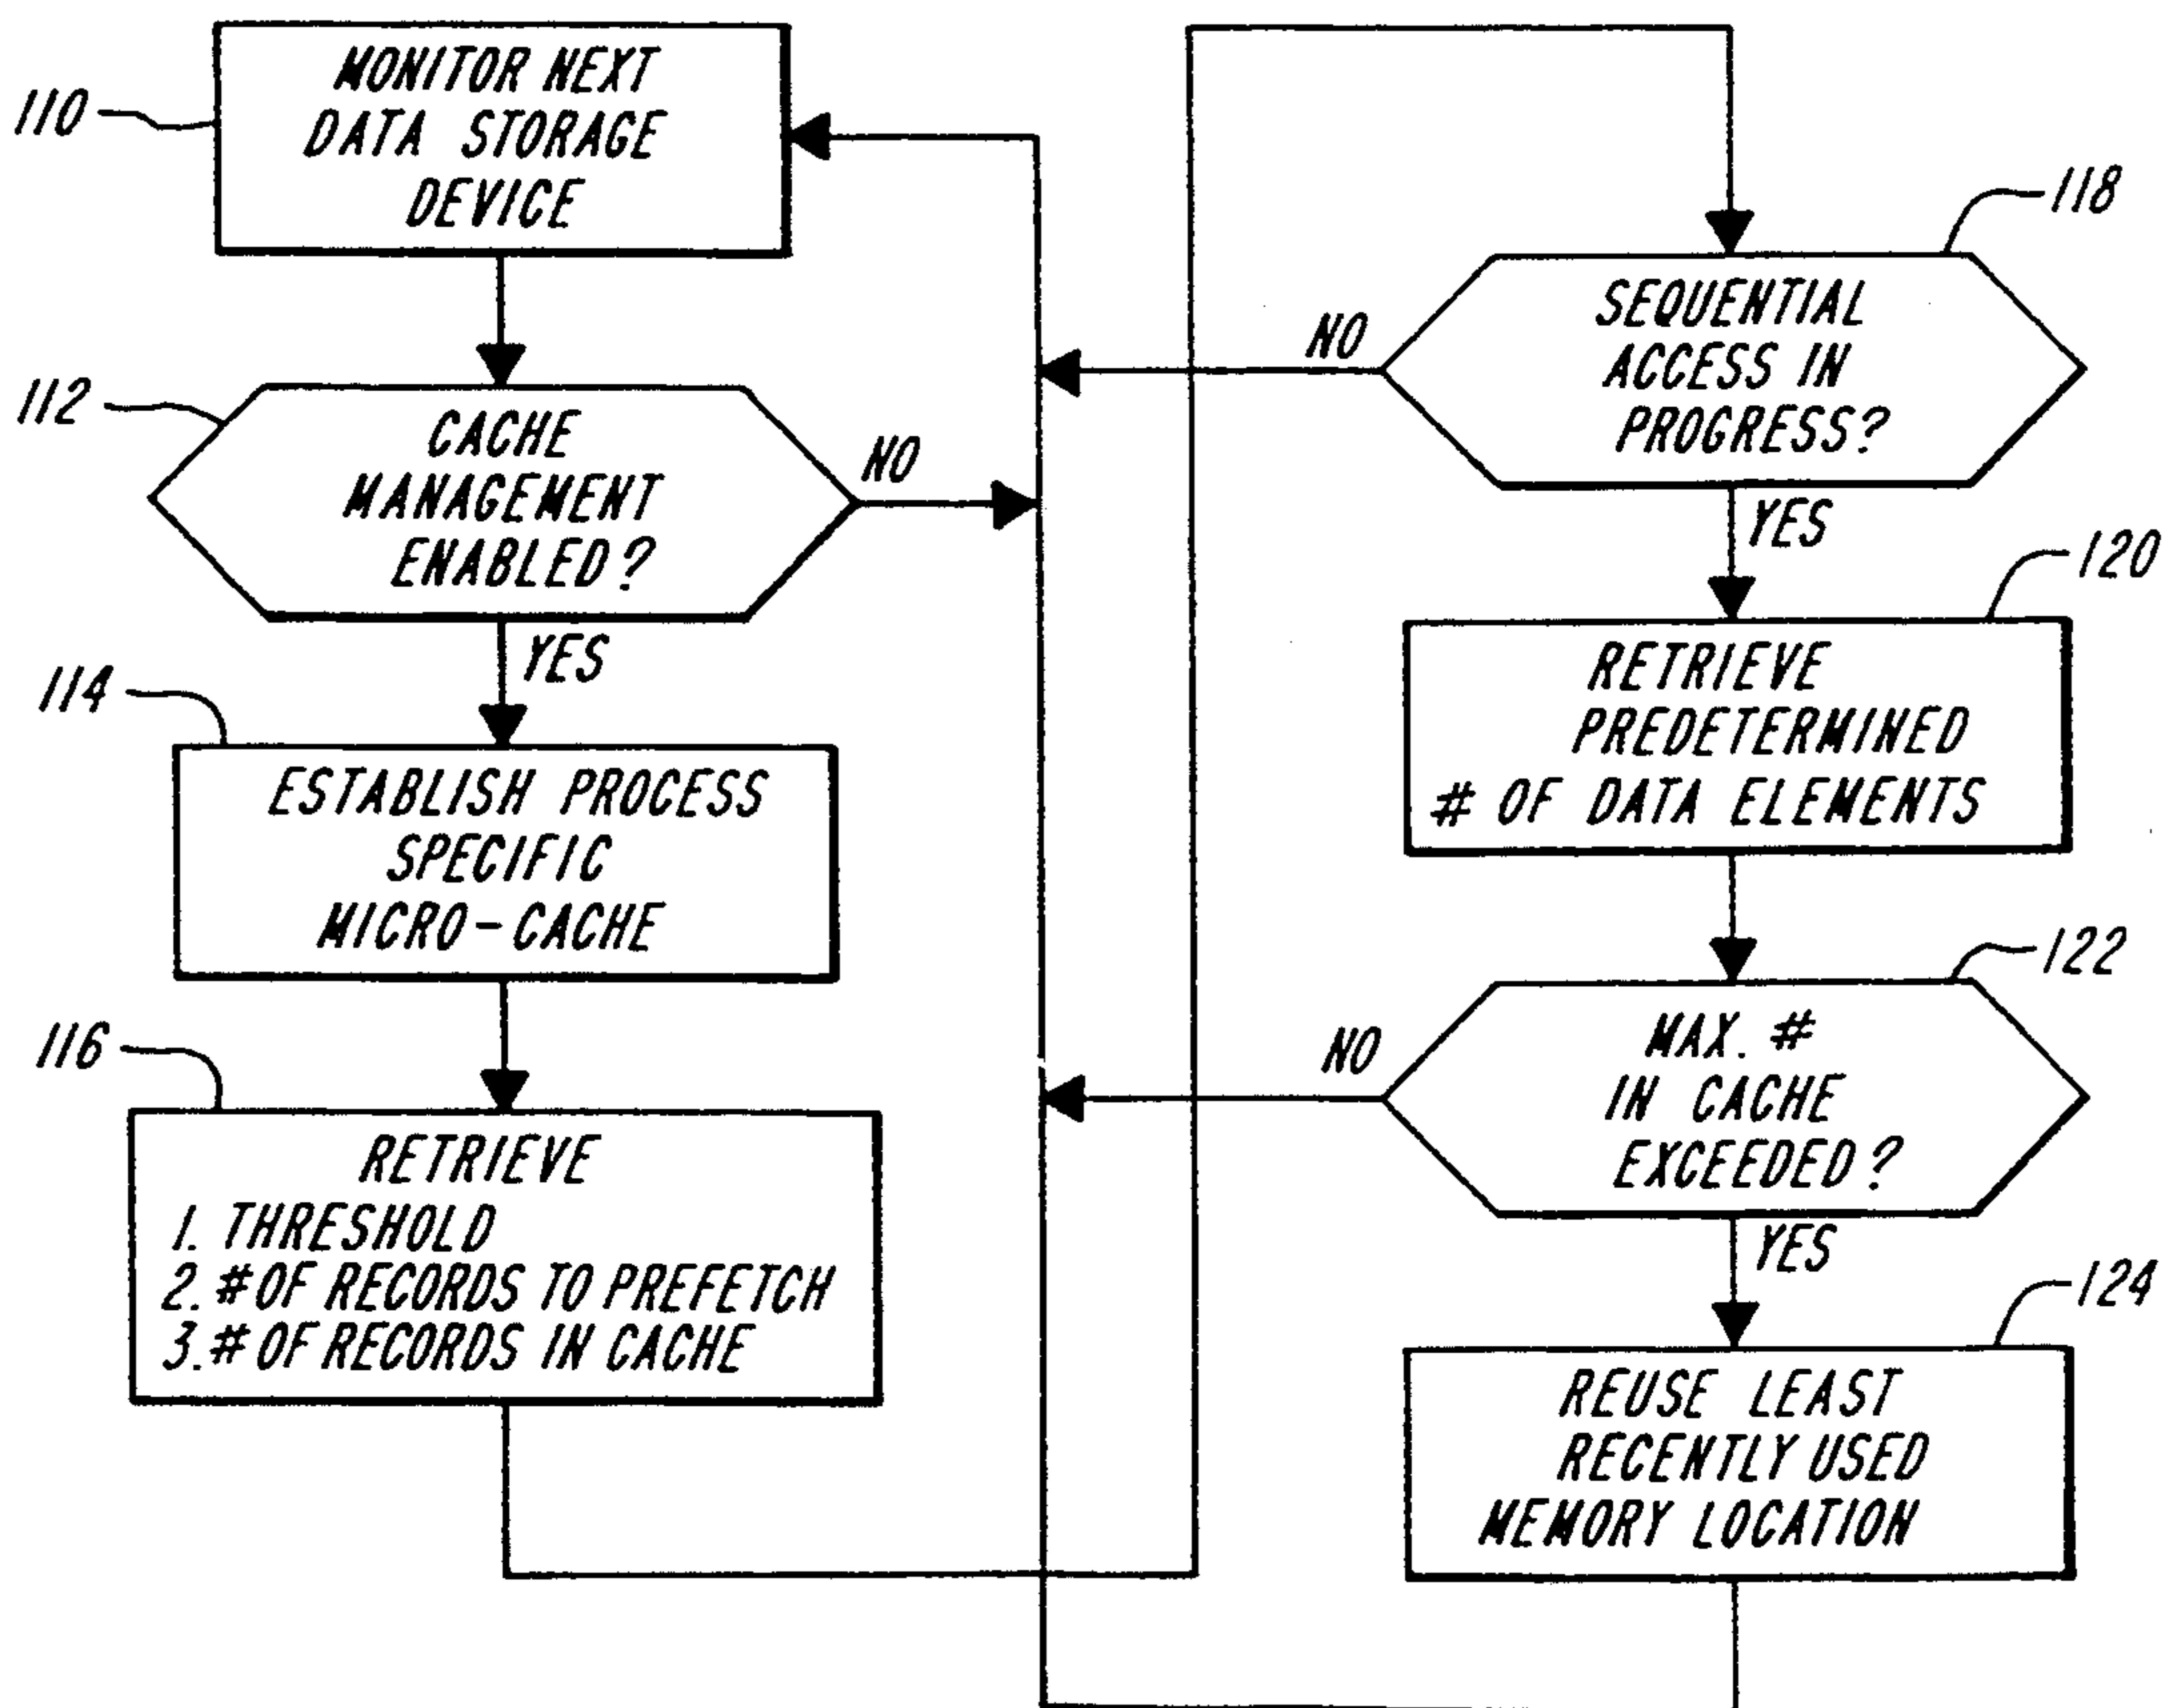 110
MONITOR NEXT
DATA STORAGE
DEVICE
112
CACHE
MANAGEMENT
ENABLED?
NO
YES
114
ESTABLISH PROCESS
SPECIFIC
MICRO-CACHE
116
RETRIEVE
1. THRESHOLD
2. # OF RECORDS TO PREFETCH
3. # OF RECORDS IN CACHE
118
SEQUENTIAL
ACCESS IN
PROGRESS?
NO
YES
120
RETRIEVE
PREDETERMINED
# OF DATA ELEMENTS
122
MAX. #
IN CACHE
EXCEEDED?
NO
YES
124
REUSE LEAST
RECENTLY USED
MEMORY LOCATION